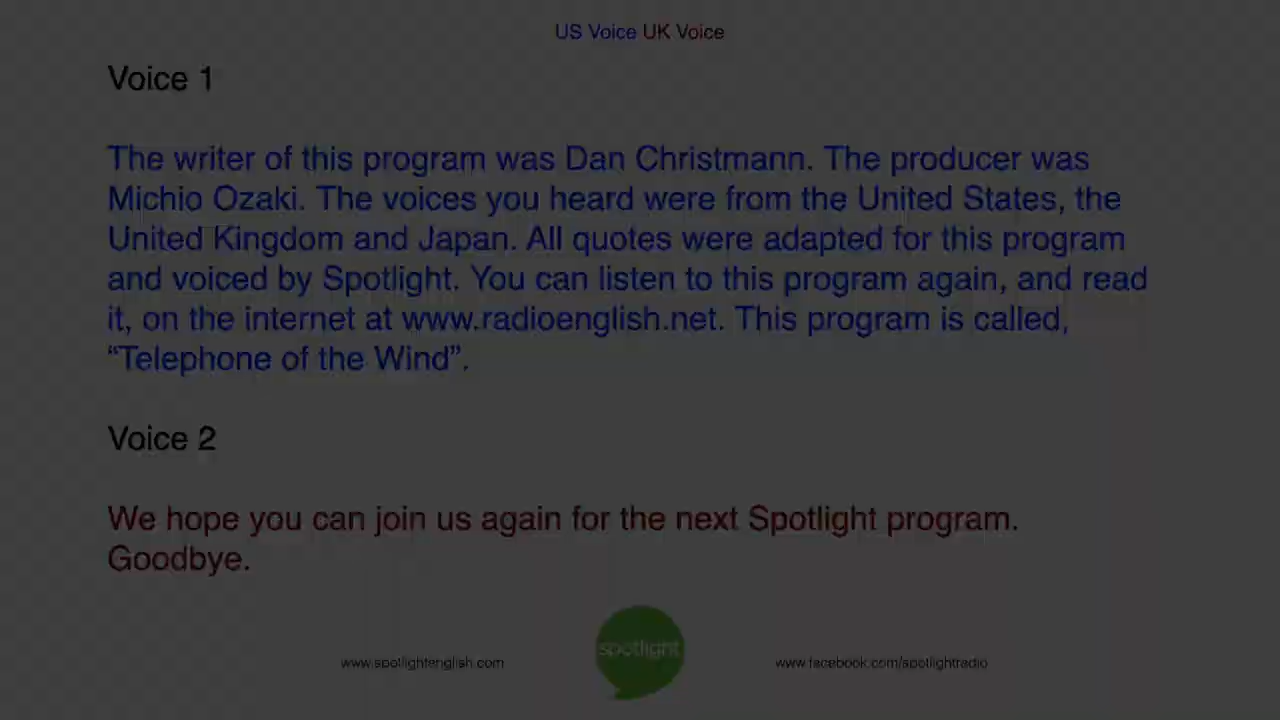 US Voice UK Voice
Voice 1
The writer of this program was Dan Christmann. The producer was
Michio Ozaki. The voices you heard were from the United States, the
United Kingdom and Japan. All quotes were adapted for this program
and voiced by Spotlight. You can listen to this program again, and read
it, on the internet at www.radioenglish.net. This program is called,
“Telephone of the Wind”.
Voice 2
We hope you can join us again for the next Spotlight program.
Goodbye.
spotlight
www.spotlightenglish.com www.facebook.com/spotlightradio